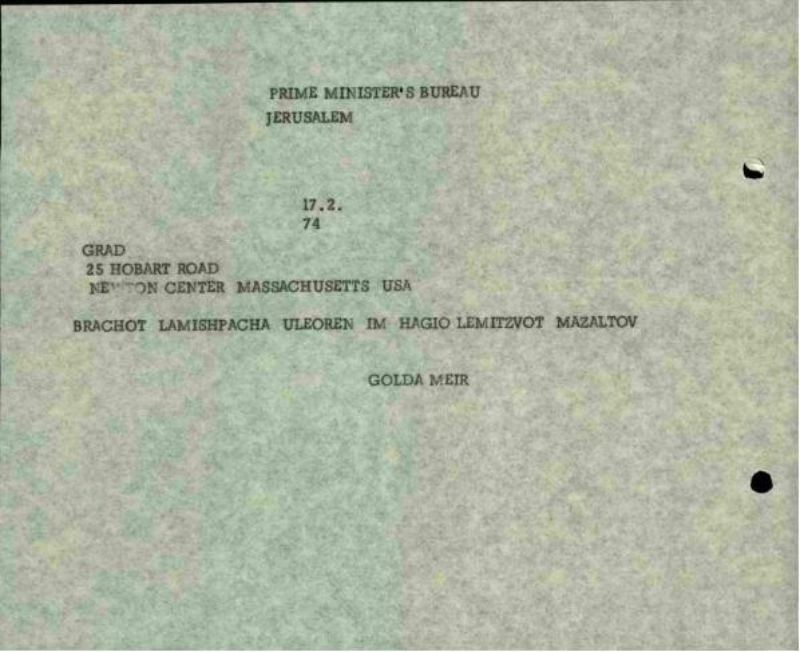 PRIME MINISTER'S BUREAU
JERUSALEM
17.2.
74
GRAD
25 HOBART ROAD
NEWTON CENTER MASSACHUSETTS USA
BRACHOT LAMISHPACHA ULEOREN IM HAGIO LEMITZVOT MAZALTOV
GOLDA MEIR